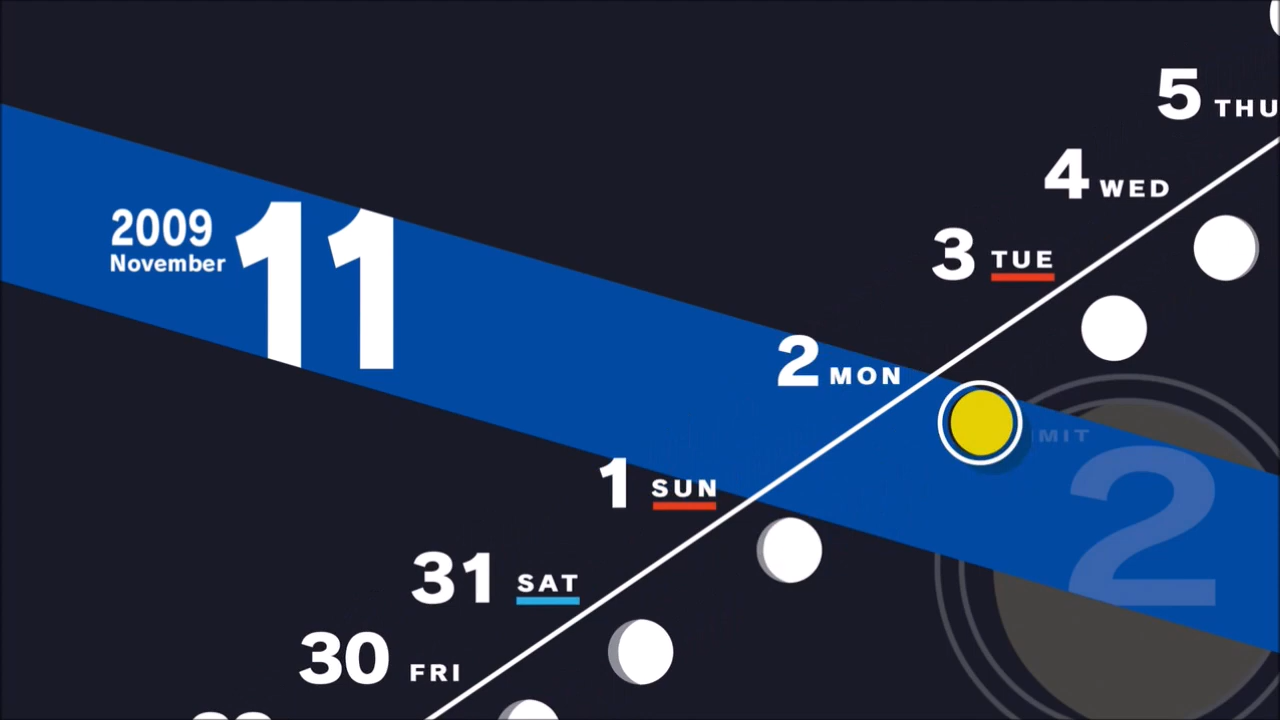 2009
November
11
5 THU
4 WED
3 TUE
2 MON
1 SUN
31 SAT
30 FRI
2